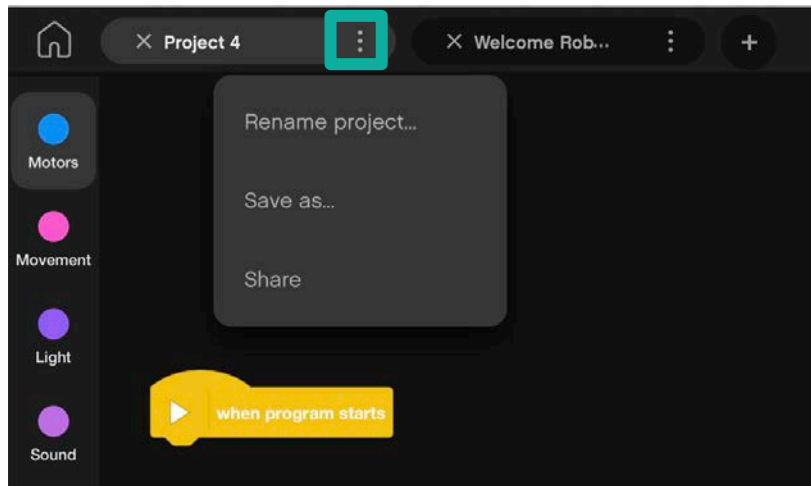 Project 4
Welcome Rob...
Rename project...
Save as...
Share
Motors
Movement
Light
Sound
when program starts